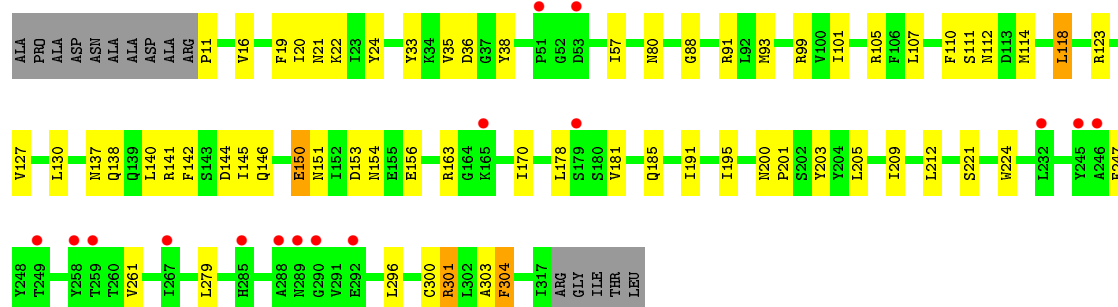 ALA PRO ALA ASP ASN ALA ALA ASP ALA ARG P11 V16 F19 I20 N21 K22 I23 Y24 Y33 K34 V35 D36 G37 Y38 P51 G52 D53 I57 N80 G88 R91 L92 M93 R99 V100 I101 R105 F106 L107 F110 S111 N112 D113 M114 L118 R123
V127 L130 N137 Q138 Q139 L140 R141 F142 S143 D144 I145 Q146 E150 N151 I152 D153 N154 E155 E156 R163 G164 K165 I170 L178 S179 S180 V181 Q185 I191 I195 N200 P201 S202 Y203 Y204 L205 I209 L212 S221 W224 L232 Y245 A246
Y248 T249 Y258 T259 T260 V261 I267 L279 H285 A288 N289 G290 V291 E292 L296 C300 R301 L302 A303 F304 I317 ARG GLY ILE THR LEU